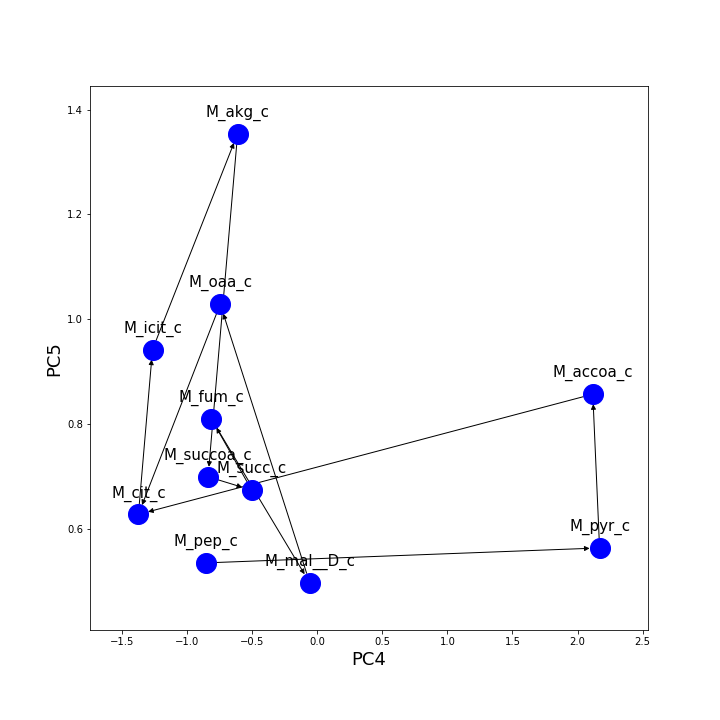 M_akg_c
M_oaa_c
M_icit_c
M_accoa_c
M_fum_c
M_succoa_c
M_succ_c
M_cit_c
M_pyr_c
M_pep_c
M_mal__D_c
1.4
1.2
1.0
0.8
0.6
−1.5 −1.0 −0.5 0.0 0.5 1.0 1.5 2.0 2.5
PC4
PC5